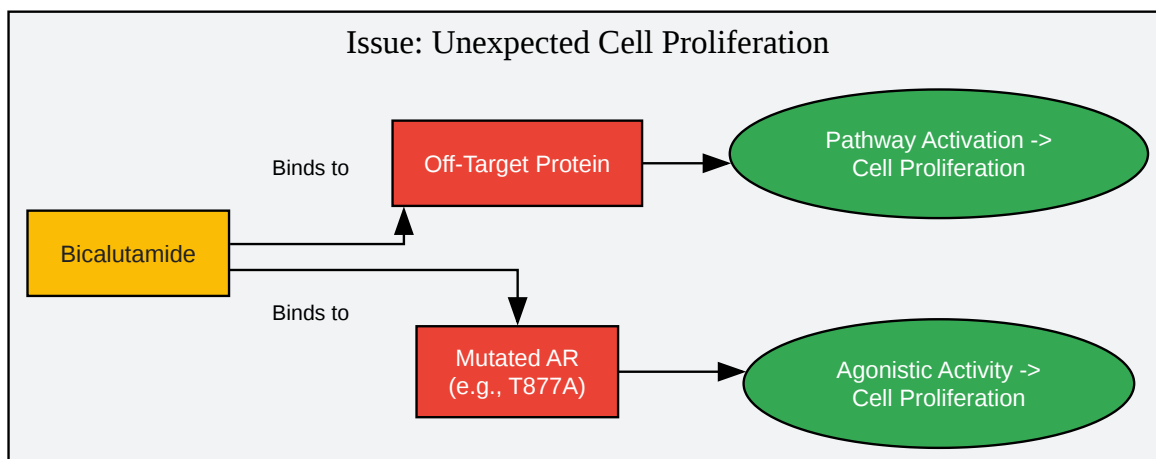 Issue: Unexpected Cell Proliferation
Binds to
Off-Target Protein
Pathway Activation ->
Cell Proliferation
Bicalutamide
Binds to
Mutated AR
(e.g., T877A)
Agonistic Activity ->
Cell Proliferation